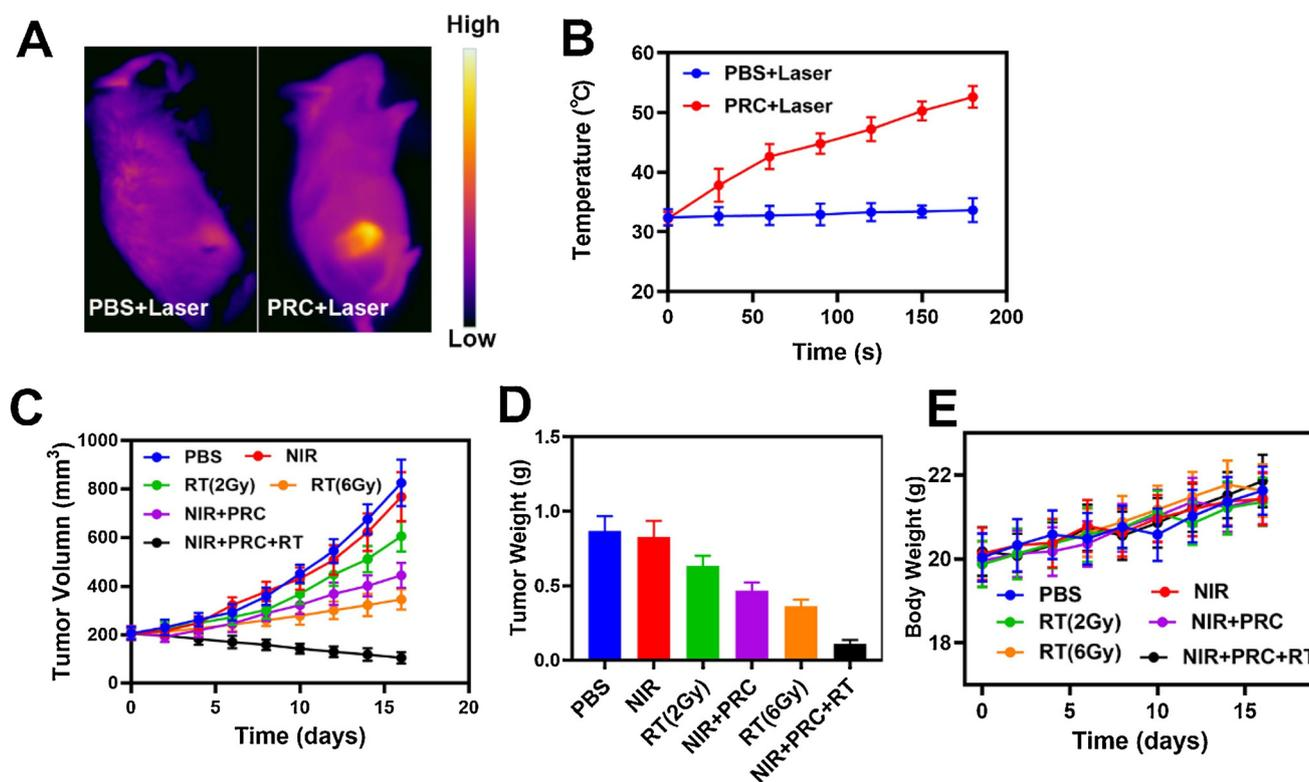 A
High
PBS+Laser
PRC+Laser
Low
B
60
50
40
30
20
Temperature (°C)
PBS+Laser
PRC+Laser
0
50
100
150
200
Time (s)
C
1000
800
600
400
200
0
Tumor Volumn (mm³)
PBS
NIR
RT(2Gy)
RT(6Gy)
NIR+PRC
NIR+PRC+RT
0
5
10
15
20
Time (days)
D
1.5
1.0
0.5
0.0
Tumor Weight (g)
PBS
NIR
RT(2Gy)
NIR+PRC
RT(6Gy)
NIR+PRC+RT
E
22
20
18
Body Weight (g)
PBS
NIR
RT(2Gy)
NIR+PRC
RT(6Gy)
NIR+PRC+RT
0
5
10
15
Time (days)